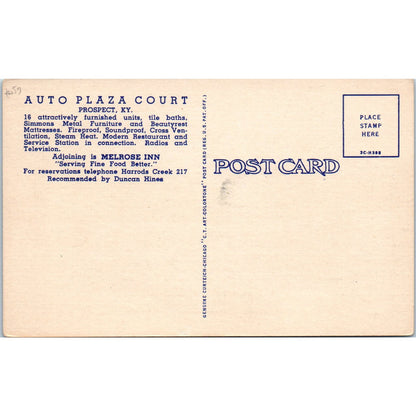 AUTO PLAZA COURT
PROSPECT, KY.
16 attractively furnished units, tile baths,
Simmons Metal Furniture and Beautyrest
Mattresses. Fireproof, Soundproof, Cross Ven-
tilation, Steam Heat. Modern Restaurant and
Service Station in connection. Radios and
Television.
Adjoining is MELROSE INN
"Serving Fine Food Better."
For reservations telephone Harrods Creek 217
Recommended by Duncan Hines
GENUINE CURTEICH-CHICAGO "C.T. ART-COLORTONE" POST CARD (REG. U.S. PAT. OFF.)
POST CARD
PLACE
STAMP
HERE
2C-H392